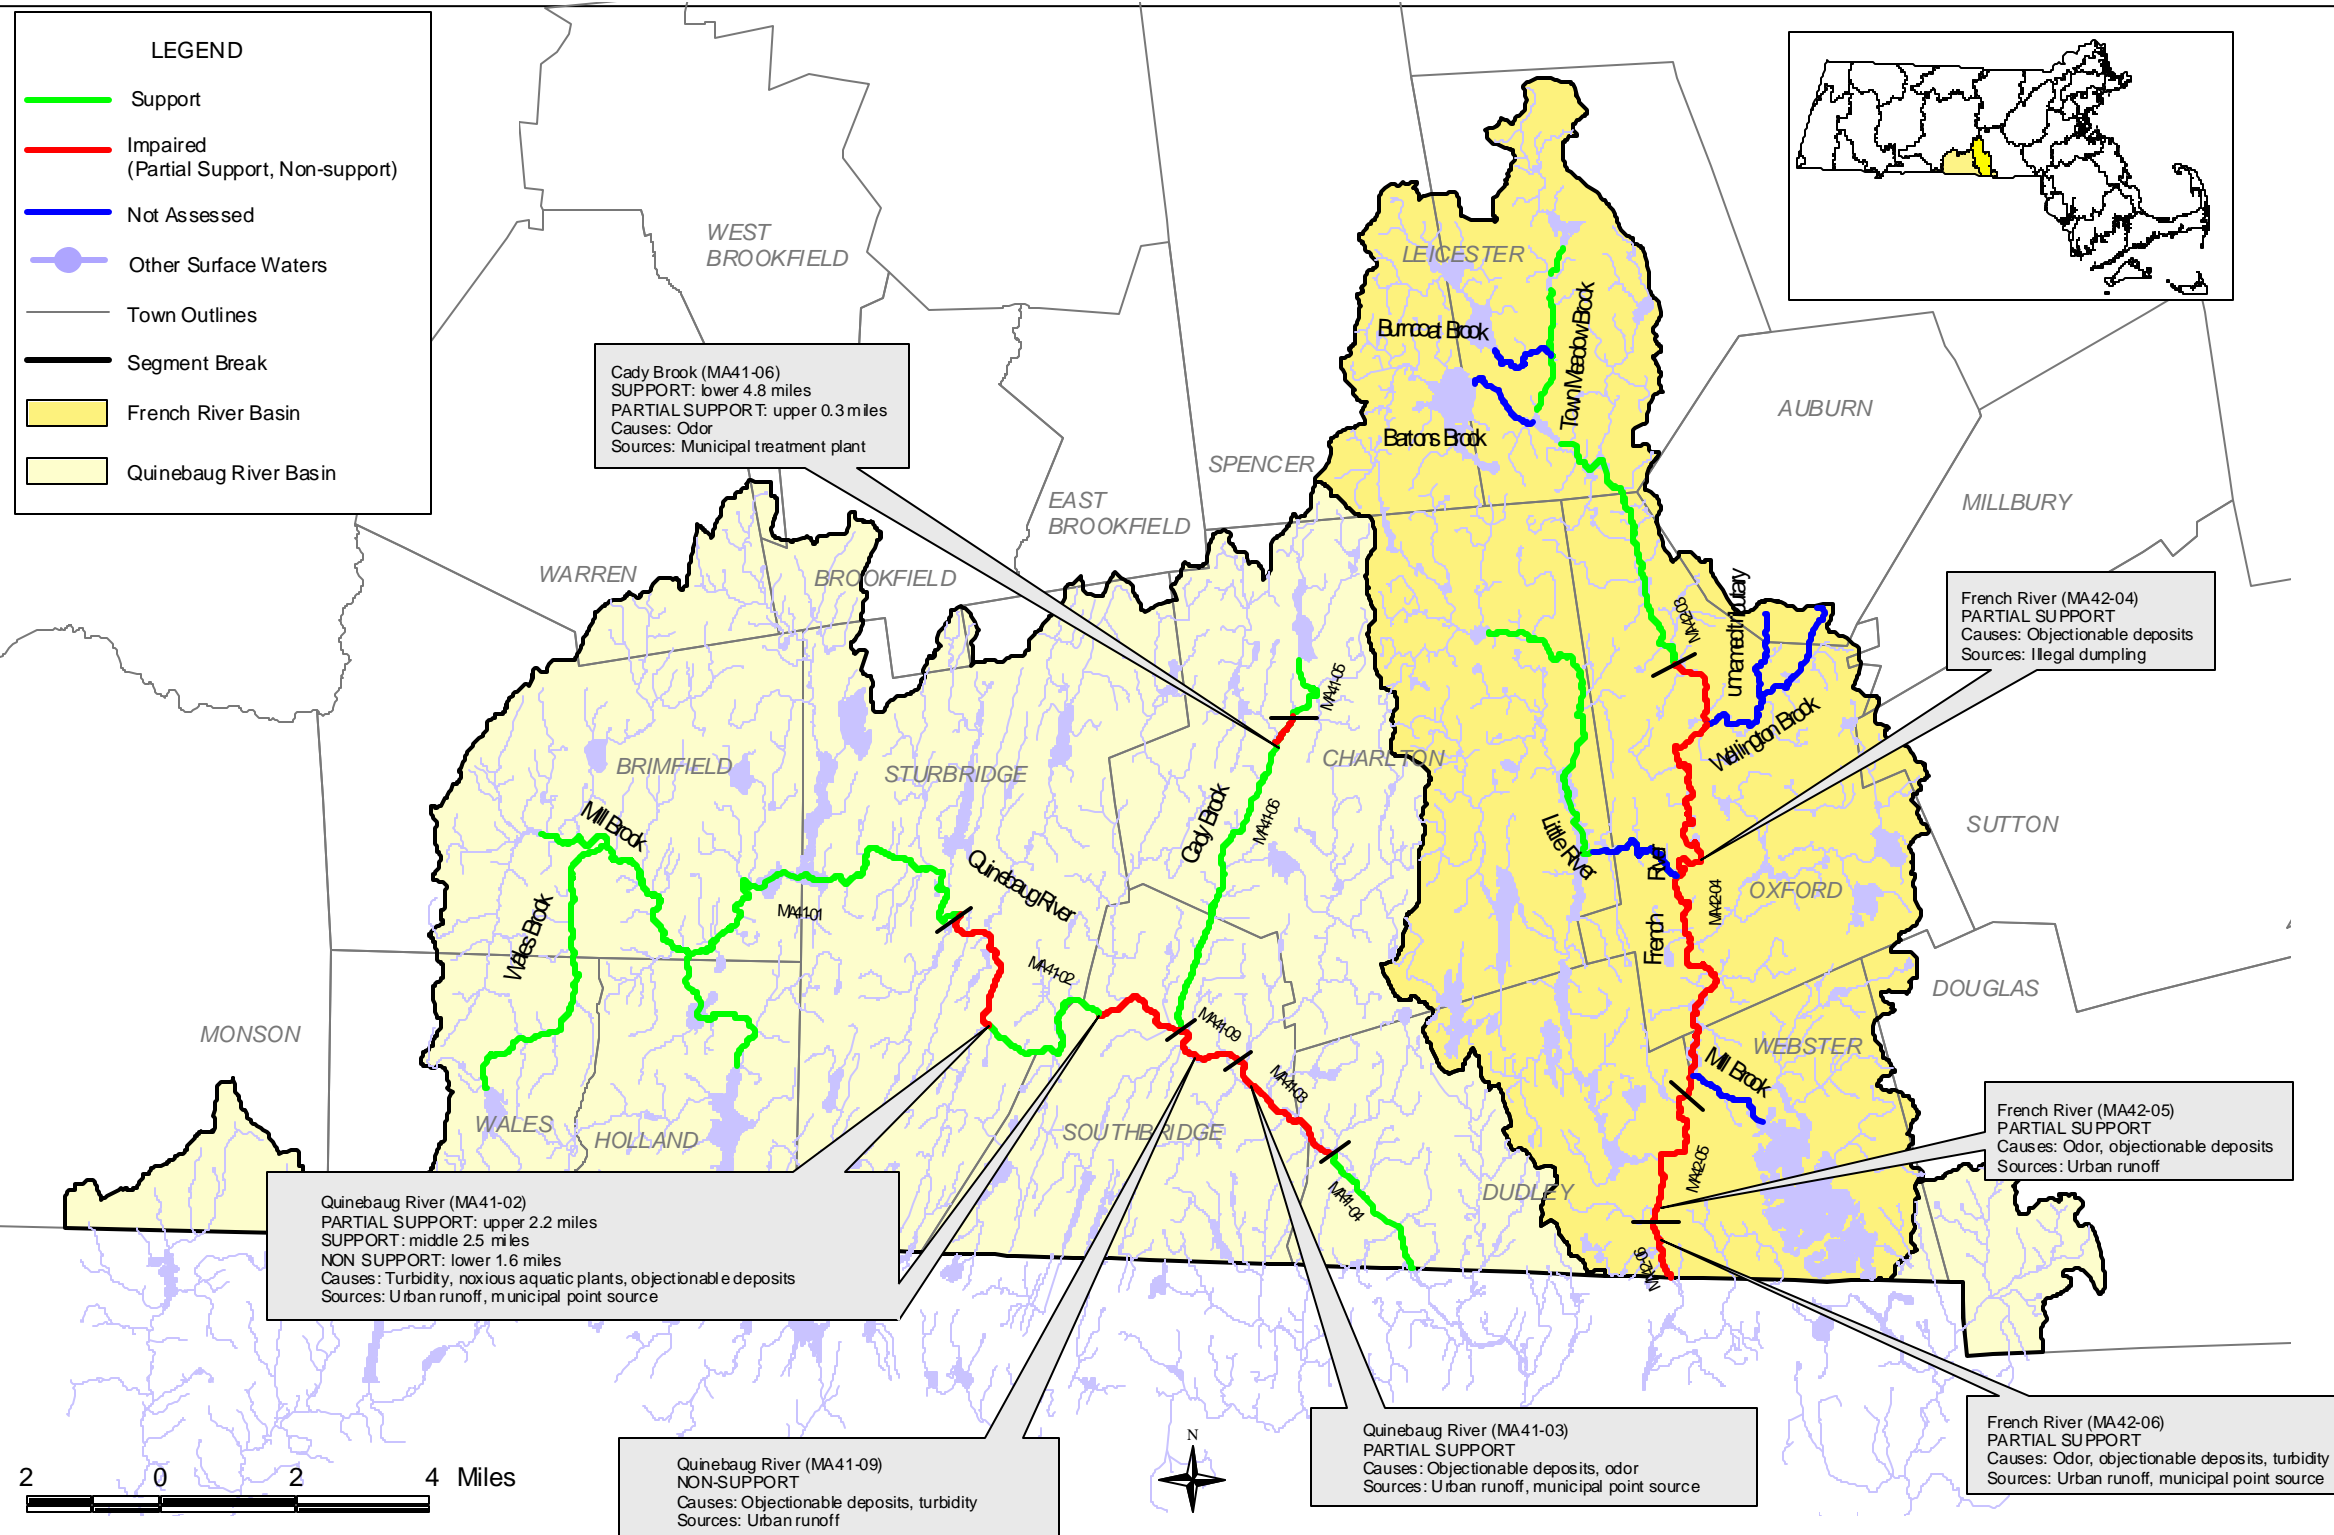 LEGEND
Support
Impaired
(Partial Support, Non-support)
Not Assessed
Other Surface Waters
Town Outlines
Segment Break
French River Basin
Quinebaug River Basin
WEST
BROOKFIELD
LEICESTER
Burncoat Brook
Town Meadow Brook
Bartons Brook
AUBURN
SPENCER
MILLBURY
EAST
BROOKFIELD
WARREN
BROOKFIELD
Cady Brook (MA41-06)
SUPPORT: lower 4.8 miles
PARTIAL SUPPORT: upper 0.3 miles
Causes: Odor
Sources: Municipal treatment plant
French River (MA42-04)
PARTIAL SUPPORT
Causes: Objectionable deposits
Sources: Illegal dumpling
MA42-03
unnamed tributary
Wellington Brook
MA41-05
CHARLTON
BRIMFIELD
STURBRIDGE
Mill Brook
Cady Brook
MA41-06
Little River
French
River
SUTTON
OXFORD
MA42-04
Quinebaug River
MA41-01
Wales Brook
MA41-02
MA41-09
MA41-03
MONSON
DOUGLAS
WEBSTER
Mill Brook
WALES
HOLLAND
SOUTHBRIDGE
DUDLEY
MA41-04
MA42-05
MA42-06
French River (MA42-05)
PARTIAL SUPPORT
Causes: Odor, objectionable deposits
Sources: Urban runoff
Quinebaug River (MA41-02)
PARTIAL SUPPORT: upper 2.2 miles
SUPPORT: middle 2.5 miles
NON SUPPORT: lower 1.6 miles
Causes: Turbidity, noxious aquatic plants, objectionable deposits
Sources: Urban runoff, municipal point source
Quinebaug River (MA41-09)
NON-SUPPORT
Causes: Objectionable deposits, turbidity
Sources: Urban runoff
Quinebaug River (MA41-03)
PARTIAL SUPPORT
Causes: Objectionable deposits, odor
Sources: Urban runoff, municipal point source
French River (MA42-06)
PARTIAL SUPPORT
Causes: Odor, objectionable deposits, turbidity
Sources: Urban runoff, municipal point source
N
2 0 2 4 Miles